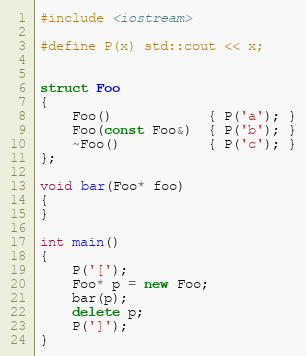 1 #include <iostream>
2
3 #define P(x) std::cout << x;
4
5
6 struct Foo
7 {
8     Foo()            { P('a'); }
9     Foo(const Foo&)  { P('b'); }
10     ~Foo()           { P('c'); }
11 };
12
13 void bar(Foo* foo)
14 {
15 }
16
17 int main()
18 {
19     P('[');
20     Foo* p = new Foo;
21     bar(p);
22     delete p;
23     P(']');
24 }